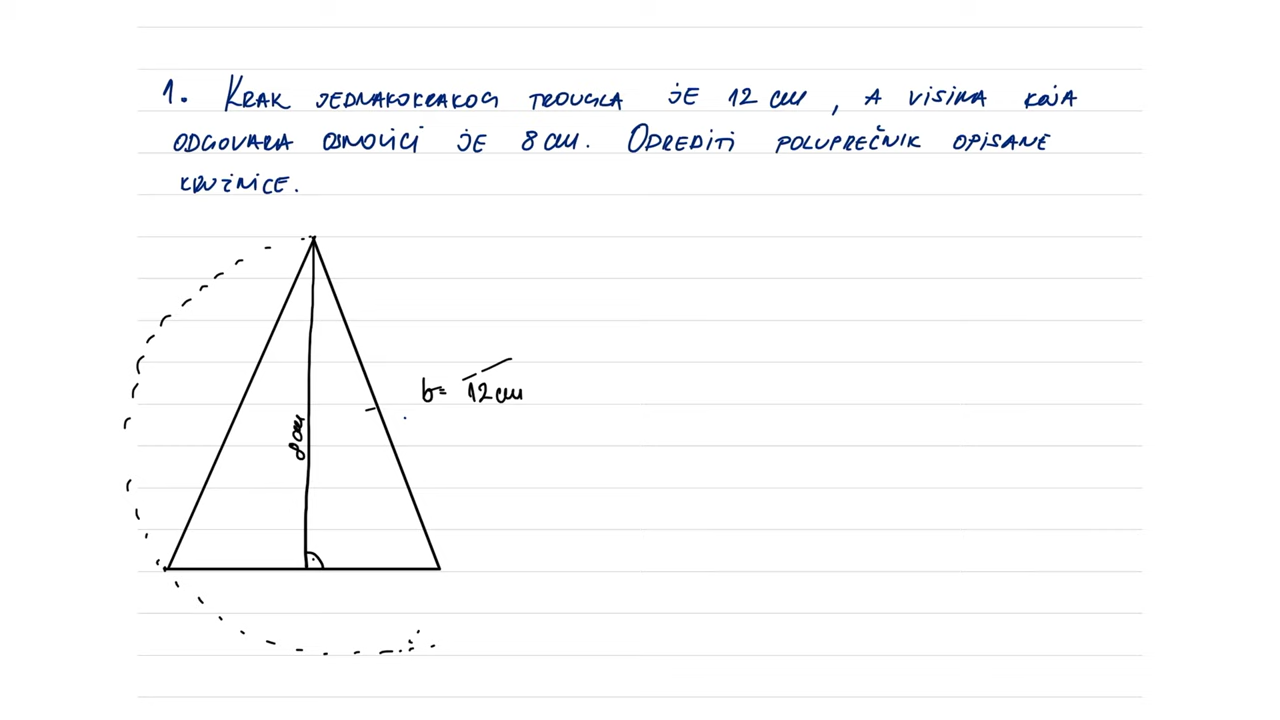 1. KRAK JEDNAKOKRAKOG TROUGLA JE 12 cm, A VISINA KOJA
ODGOVARA OSNOVICI JE 8 cm. ODREDITI POLUPREČNIK OPISANE
KRUŽNICE.
b= 12 cm
8 cm